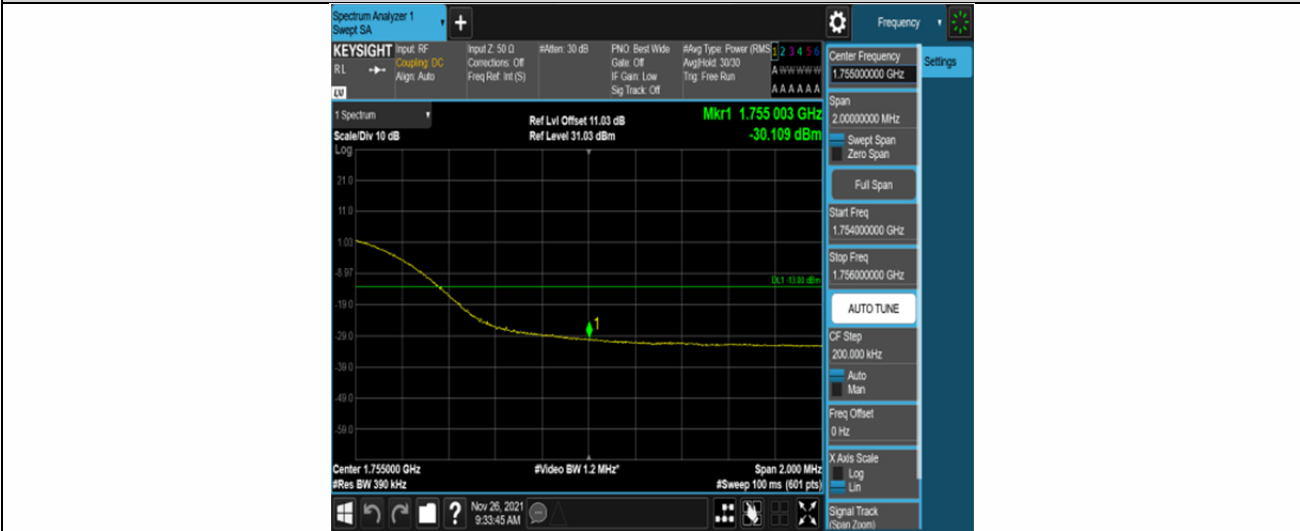 Spectrum Analyzer 1
Swept SA
+
Frequency
KEYSIGHT
RL
Input: RF
Coupling: DC
Align: Auto
Input Z: 50 Ω
Corrections: Off
Freq Ref: Int (S)
#Atten: 30 dB
PNO: Best Wide
Gate: Off
IF Gain: Low
Sig Track: Off
#Avg Type: Power (RMS
Avg|Hold: 30/30
Trig: Free Run
1 2 3 4 5 6
A W W W W W
A A A A A A
1 Spectrum
Scale/Div 10 dB
Log
Ref Lvl Offset 11.03 dB
Ref Level 31.03 dBm
Mkr1 1.755 003 GHz
-30.109 dBm
21.0
11.0
1.03
-8.97
-19.0
-29.0
-39.0
-49.0
-59.0
DL1 -13.00 dBm
1
Center 1.755000 GHz
#Res BW 390 kHz
#Video BW 1.2 MHz*
Span 2.000 MHz
#Sweep 100 ms (601 pts)
Center Frequency
1.755000000 GHz
Settings
Span
2.00000000 MHz
Swept Span
Zero Span
Full Span
Start Freq
1.754000000 GHz
Stop Freq
1.756000000 GHz
AUTO TUNE
CF Step
200.000 kHz
Auto
Man
Freq Offset
0 Hz
X Axis Scale
Log
Lin
Signal Track
(Span Zoom)
?
Nov 26, 2021
9:33:45 AM